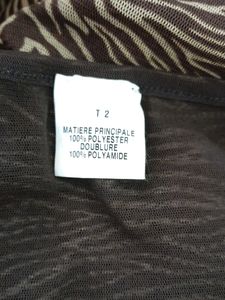 T 2
MATIERE PRINCIPALE
100% POLYESTER
DOUBLURE
100% POLYAMIDE